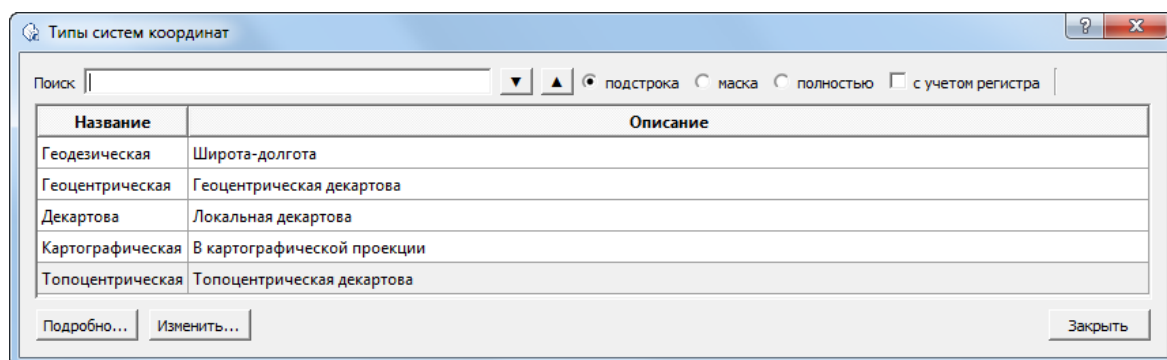 Типы систем координат
Поиск подстрока маска полностью с учетом регистра
Название Описание
Геодезическая Широта-долгота
Геоцентрическая Геоцентрическая декартова
Декартова Локальная декартова
Картографическая В картографической проекции
Топоцентрическая Топоцентрическая декартова
Подробно... Изменить... Закрыть